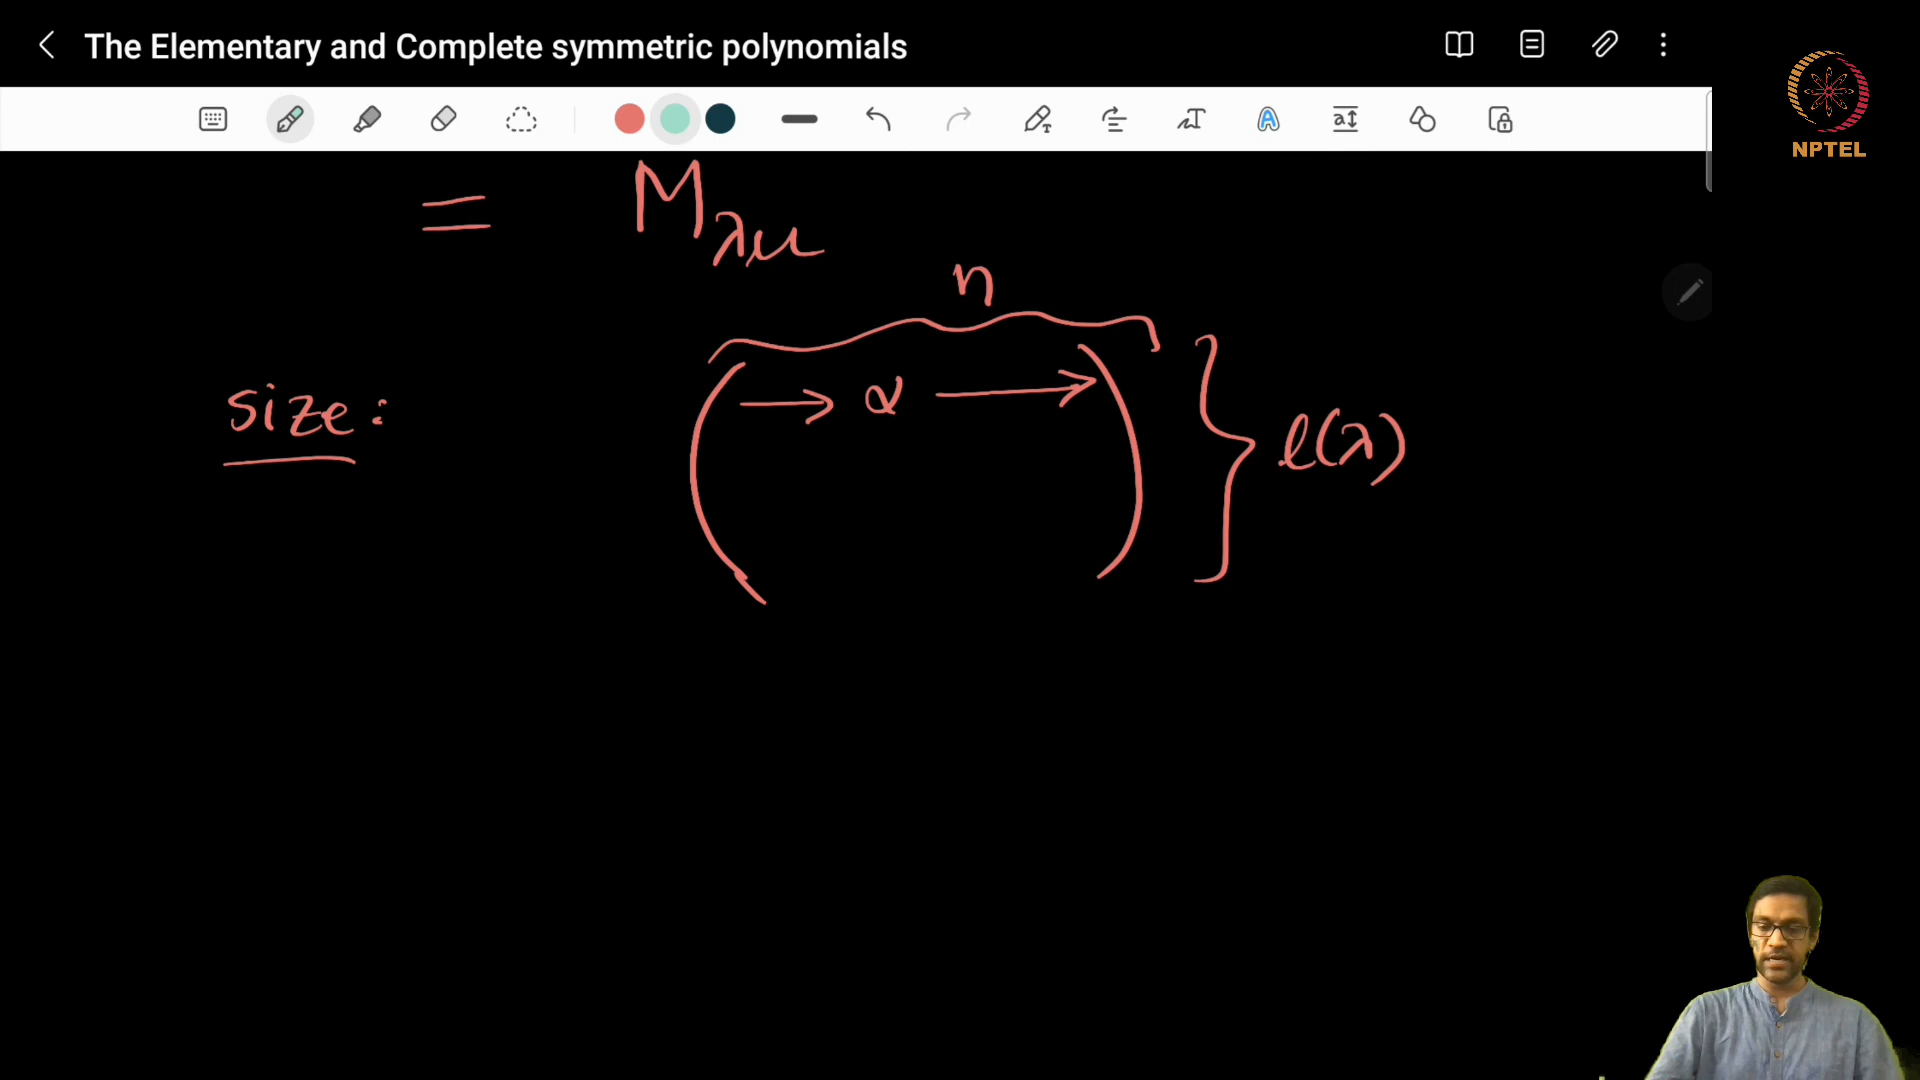 The Elementary and Complete symmetric polynomials
NPTEL
= M_{λμ}
n
size: ( → α → ) } l(λ)